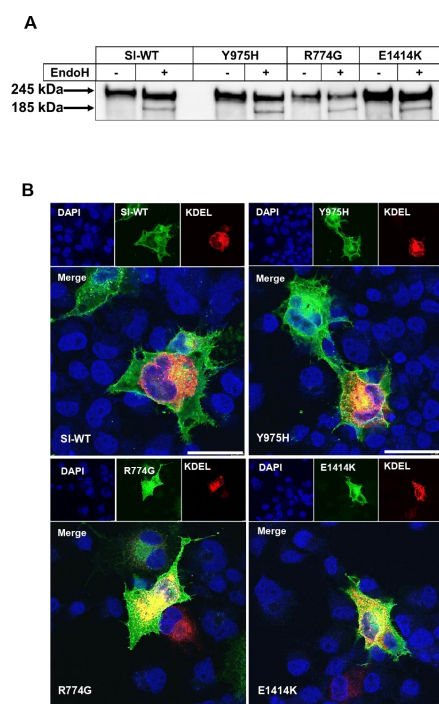 A
SI-WT Y975H R774G E1414K
EndoH - + - + - + - +
245 kDa
185 kDa
B
DAPI SI-WT KDEL DAPI Y975H KDEL
Merge Merge
SI-WT Y975H
DAPI R774G KDEL DAPI E1414K KDEL
Merge Merge
R774G E1414K